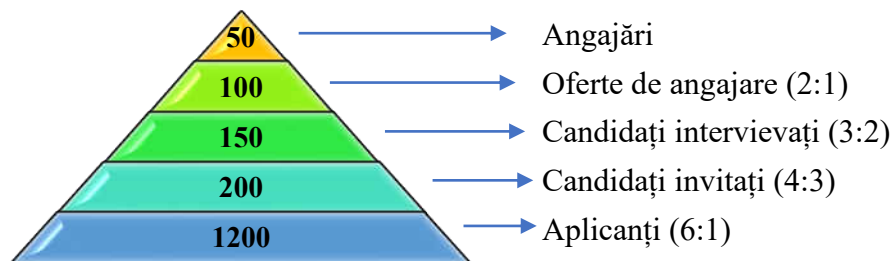 50 Angajări
100 Oferte de angajare (2:1)
150 Candidați intervievați (3:2)
200 Candidați invitați (4:3)
1200 Aplicanți (6:1)